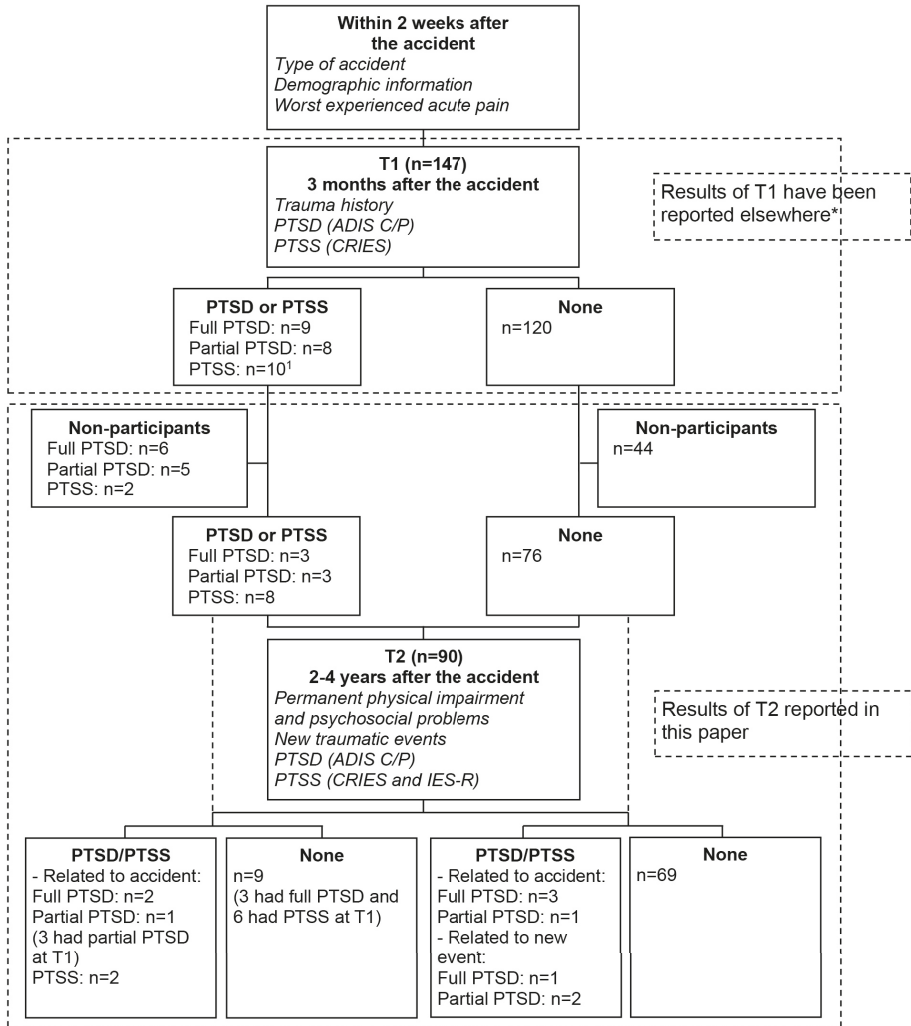 Within 2 weeks after
the accident
Type of accident
Demographic information
Worst experienced acute pain
T1 (n=147)
3 months after the accident
Trauma history
PTSD (ADIS C/P)
PTSS (CRIES)
Results of T1 have been
reported elsewhere*
PTSD or PTSS
Full PTSD: n=9
Partial PTSD: n=8
PTSS: n=10¹
None
n=120
Non-participants
Full PTSD: n=6
Partial PTSD: n=5
PTSS: n=2
Non-participants
n=44
PTSD or PTSS
Full PTSD: n=3
Partial PTSD: n=3
PTSS: n=8
None
n=76
T2 (n=90)
2-4 years after the accident
Permanent physical impairment
and psychosocial problems
New traumatic events
PTSD (ADIS C/P)
PTSS (CRIES and IES-R)
Results of T2 reported in
this paper
PTSD/PTSS
- Related to accident:
Full PTSD: n=2
Partial PTSD: n=1
(3 had partial PTSD
at T1)
PTSS: n=2
None
n=9
(3 had full PTSD and
6 had PTSS at T1)
PTSD/PTSS
- Related to accident:
Full PTSD: n=3
Partial PTSD: n=1
- Related to new
event:
Full PTSD: n=1
Partial PTSD: n=2
None
n=69